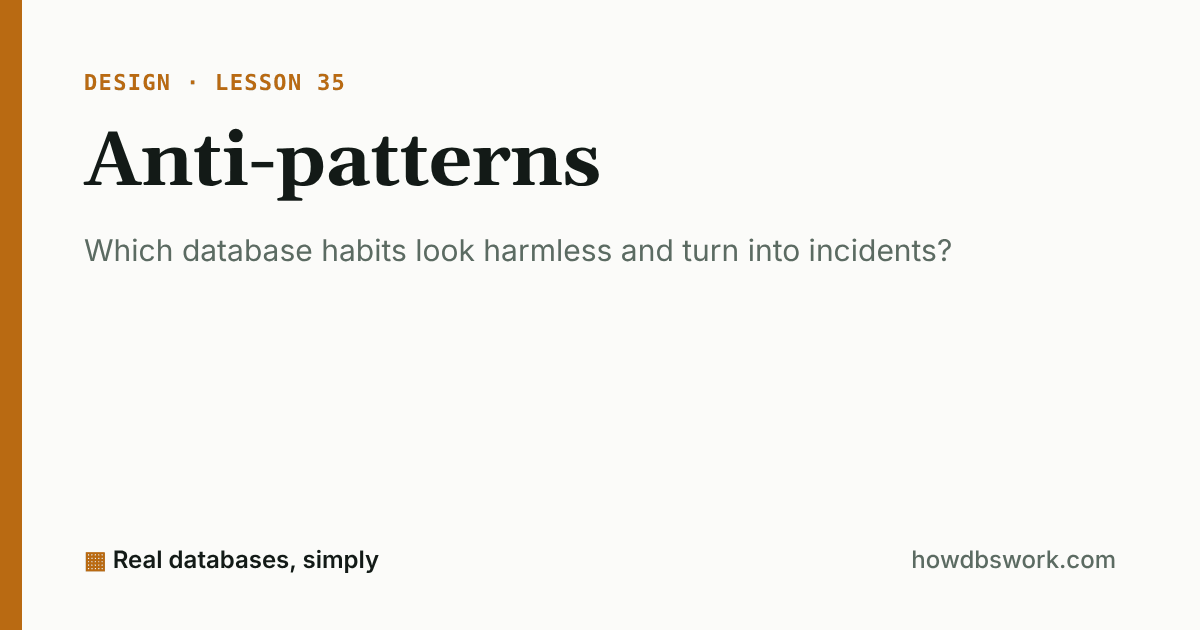 DESIGN · LESSON 35
Anti-patterns
Which database habits look harmless and turn into incidents?
▦ Real databases, simply
howdbswork.com